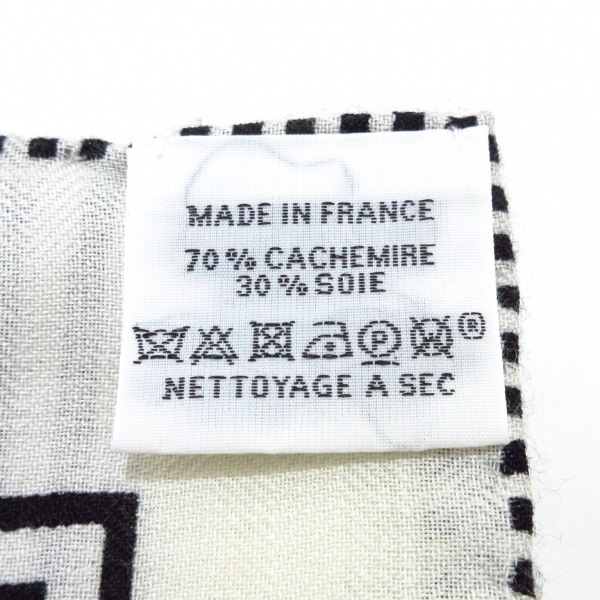 MADE IN FRANCE
70 % CACHEMIRE
30 % SOIE
P ®
NETTOYAGE À SEC